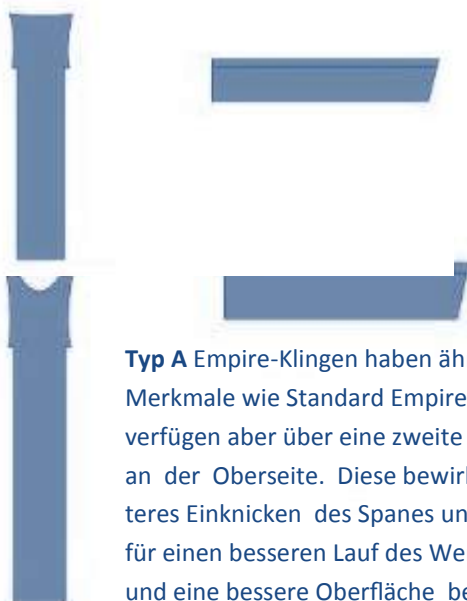 Typ A Empire-Klingen haben äh
Merkmale wie Standard Empire
verfügen aber über eine zweite
an der Oberseite. Diese bewirl
teres Einknicken des Spanes un
für einen besseren Lauf des We
und eine bessere Oberfläche be